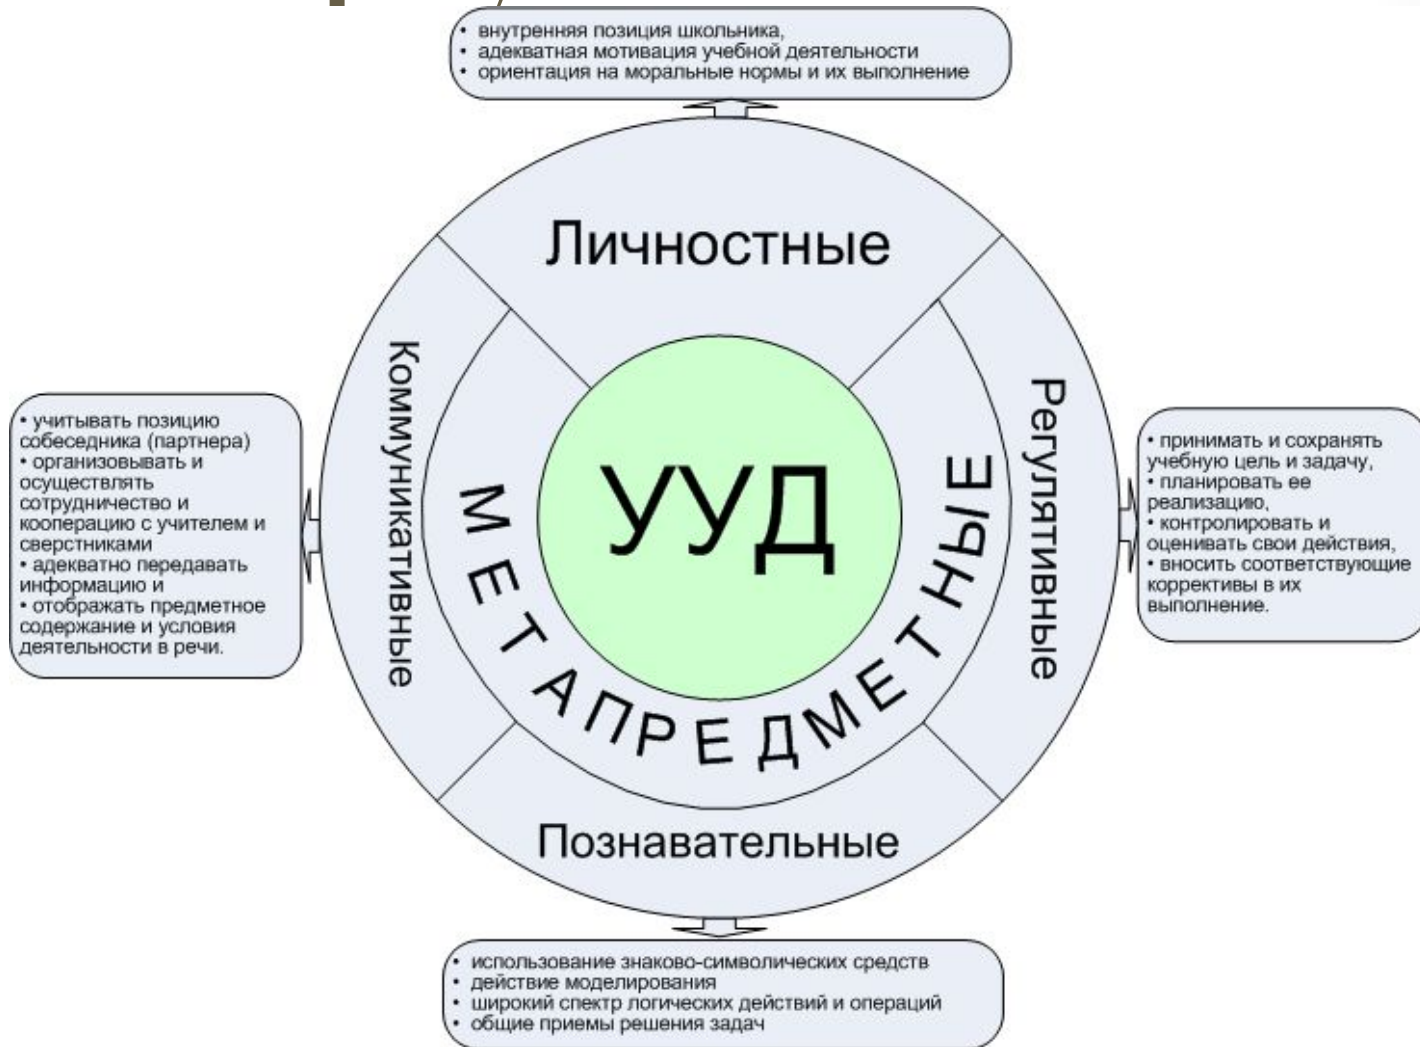 • внутренняя позиция школьника,
• адекватная мотивация учебной деятельности
• ориентация на моральные нормы и их выполнение
Личностные
Коммуникативные
Регулятивные
УУД
МЕТАПРЕДМЕТНЫЕ
Познавательные
• учитывать позицию
собеседника (партнера)
• организовывать и
осуществлять
сотрудничество и
кооперацию с учителем и
сверстниками
• адекватно передавать
информацию и
• отображать предметное
содержание и условия
деятельности в речи.
• принимать и сохранять
учебную цель и задачу,
• планировать ее
реализацию,
• контролировать и
оценивать свои действия,
• вносить соответствующие
коррективы в их
выполнение.
• использование знаково-символических средств
• действие моделирования
• широкий спектр логических действий и операций
• общие приемы решения задач